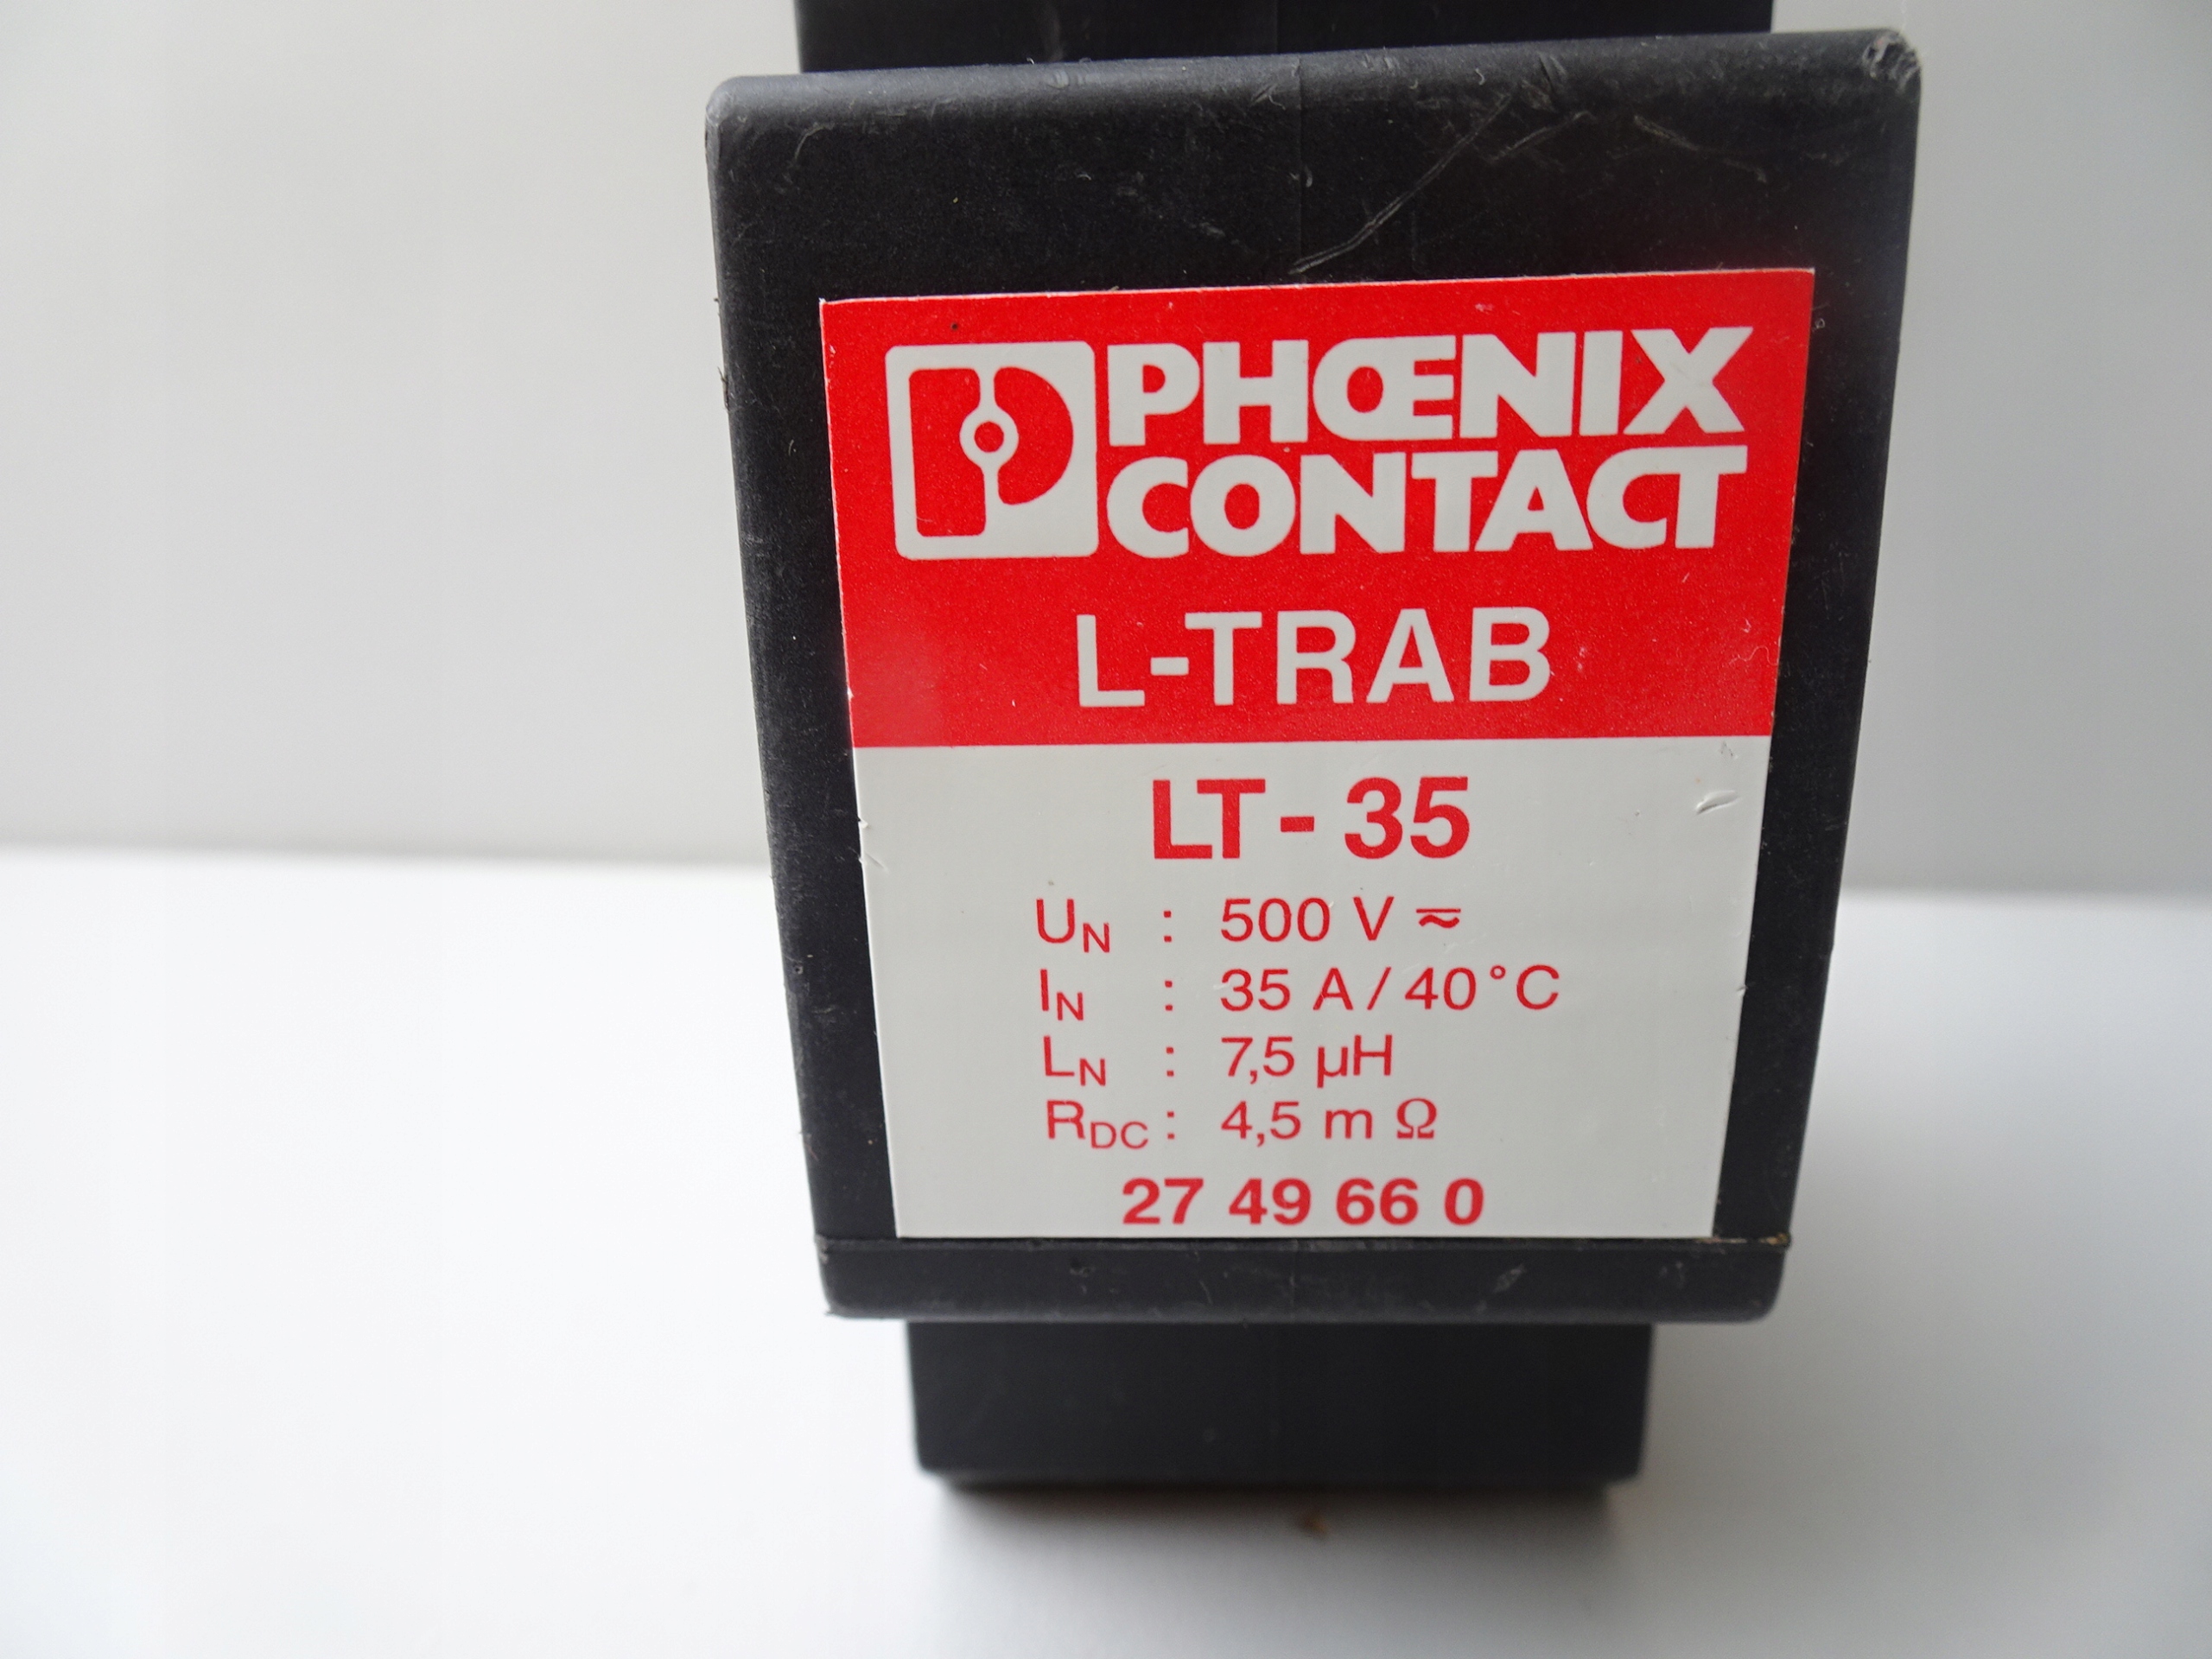 PHŒNIX
CONTACT
L-TRAB
LT-35
UN : 500 V ⎓~
IN : 35 A / 40°C
LN : 7,5 µH
RDC : 4,5 m Ω
27 49 66 0